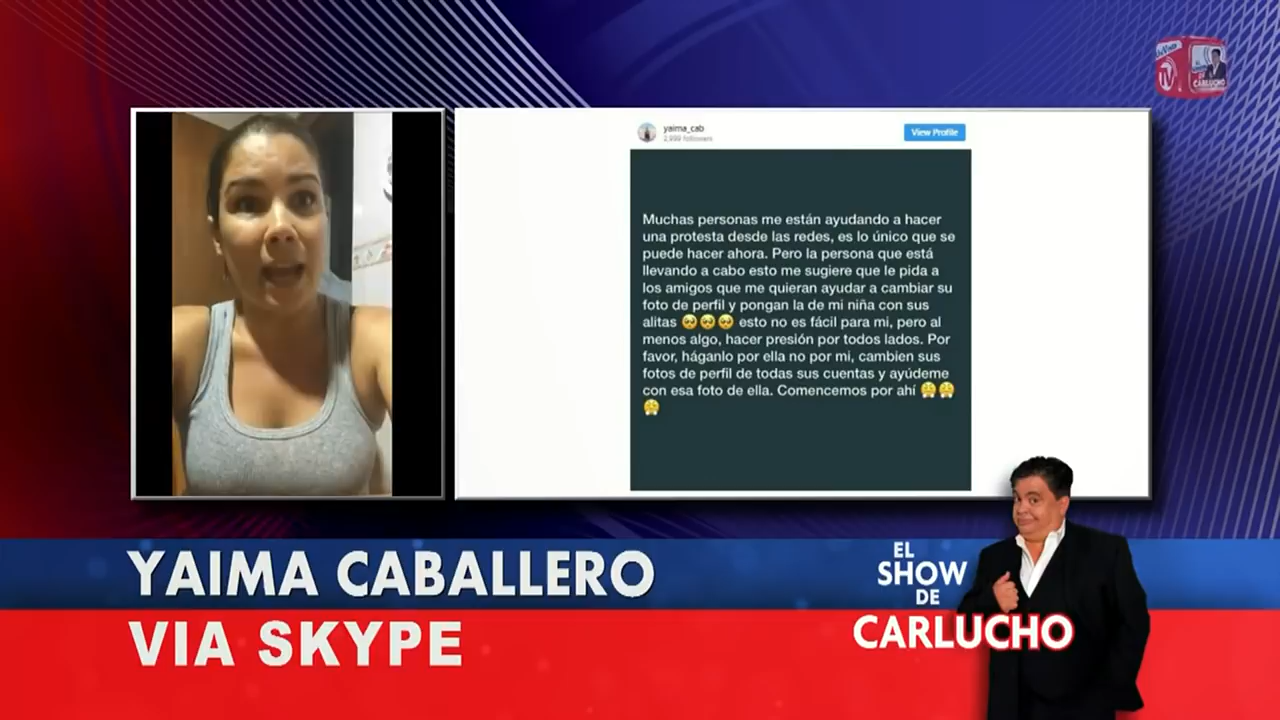 TV
CARLUCHO
yaima_cab
2,999 followers
View Profile
Muchas personas me están ayudando a hacer
una protesta desde las redes, es lo único que se
puede hacer ahora. Pero la persona que está
llevando a cabo esto me sugiere que le pida a
los amigos que me quieran ayudar a cambiar su
foto de perfil y pongan la de mi niña con sus
alitas 🥺🥺🥺 esto no es fácil para mi, pero al
menos algo, hacer presión por todos lados. Por
favor, háganlo por ella no por mi, cambien sus
fotos de perfil de todas sus cuentas y ayúdeme
con esa foto de ella. Comencemos por ahí 😤😤
😤
YAIMA CABALLERO
VIA SKYPE
EL
SHOW
DE
CARLUCHO